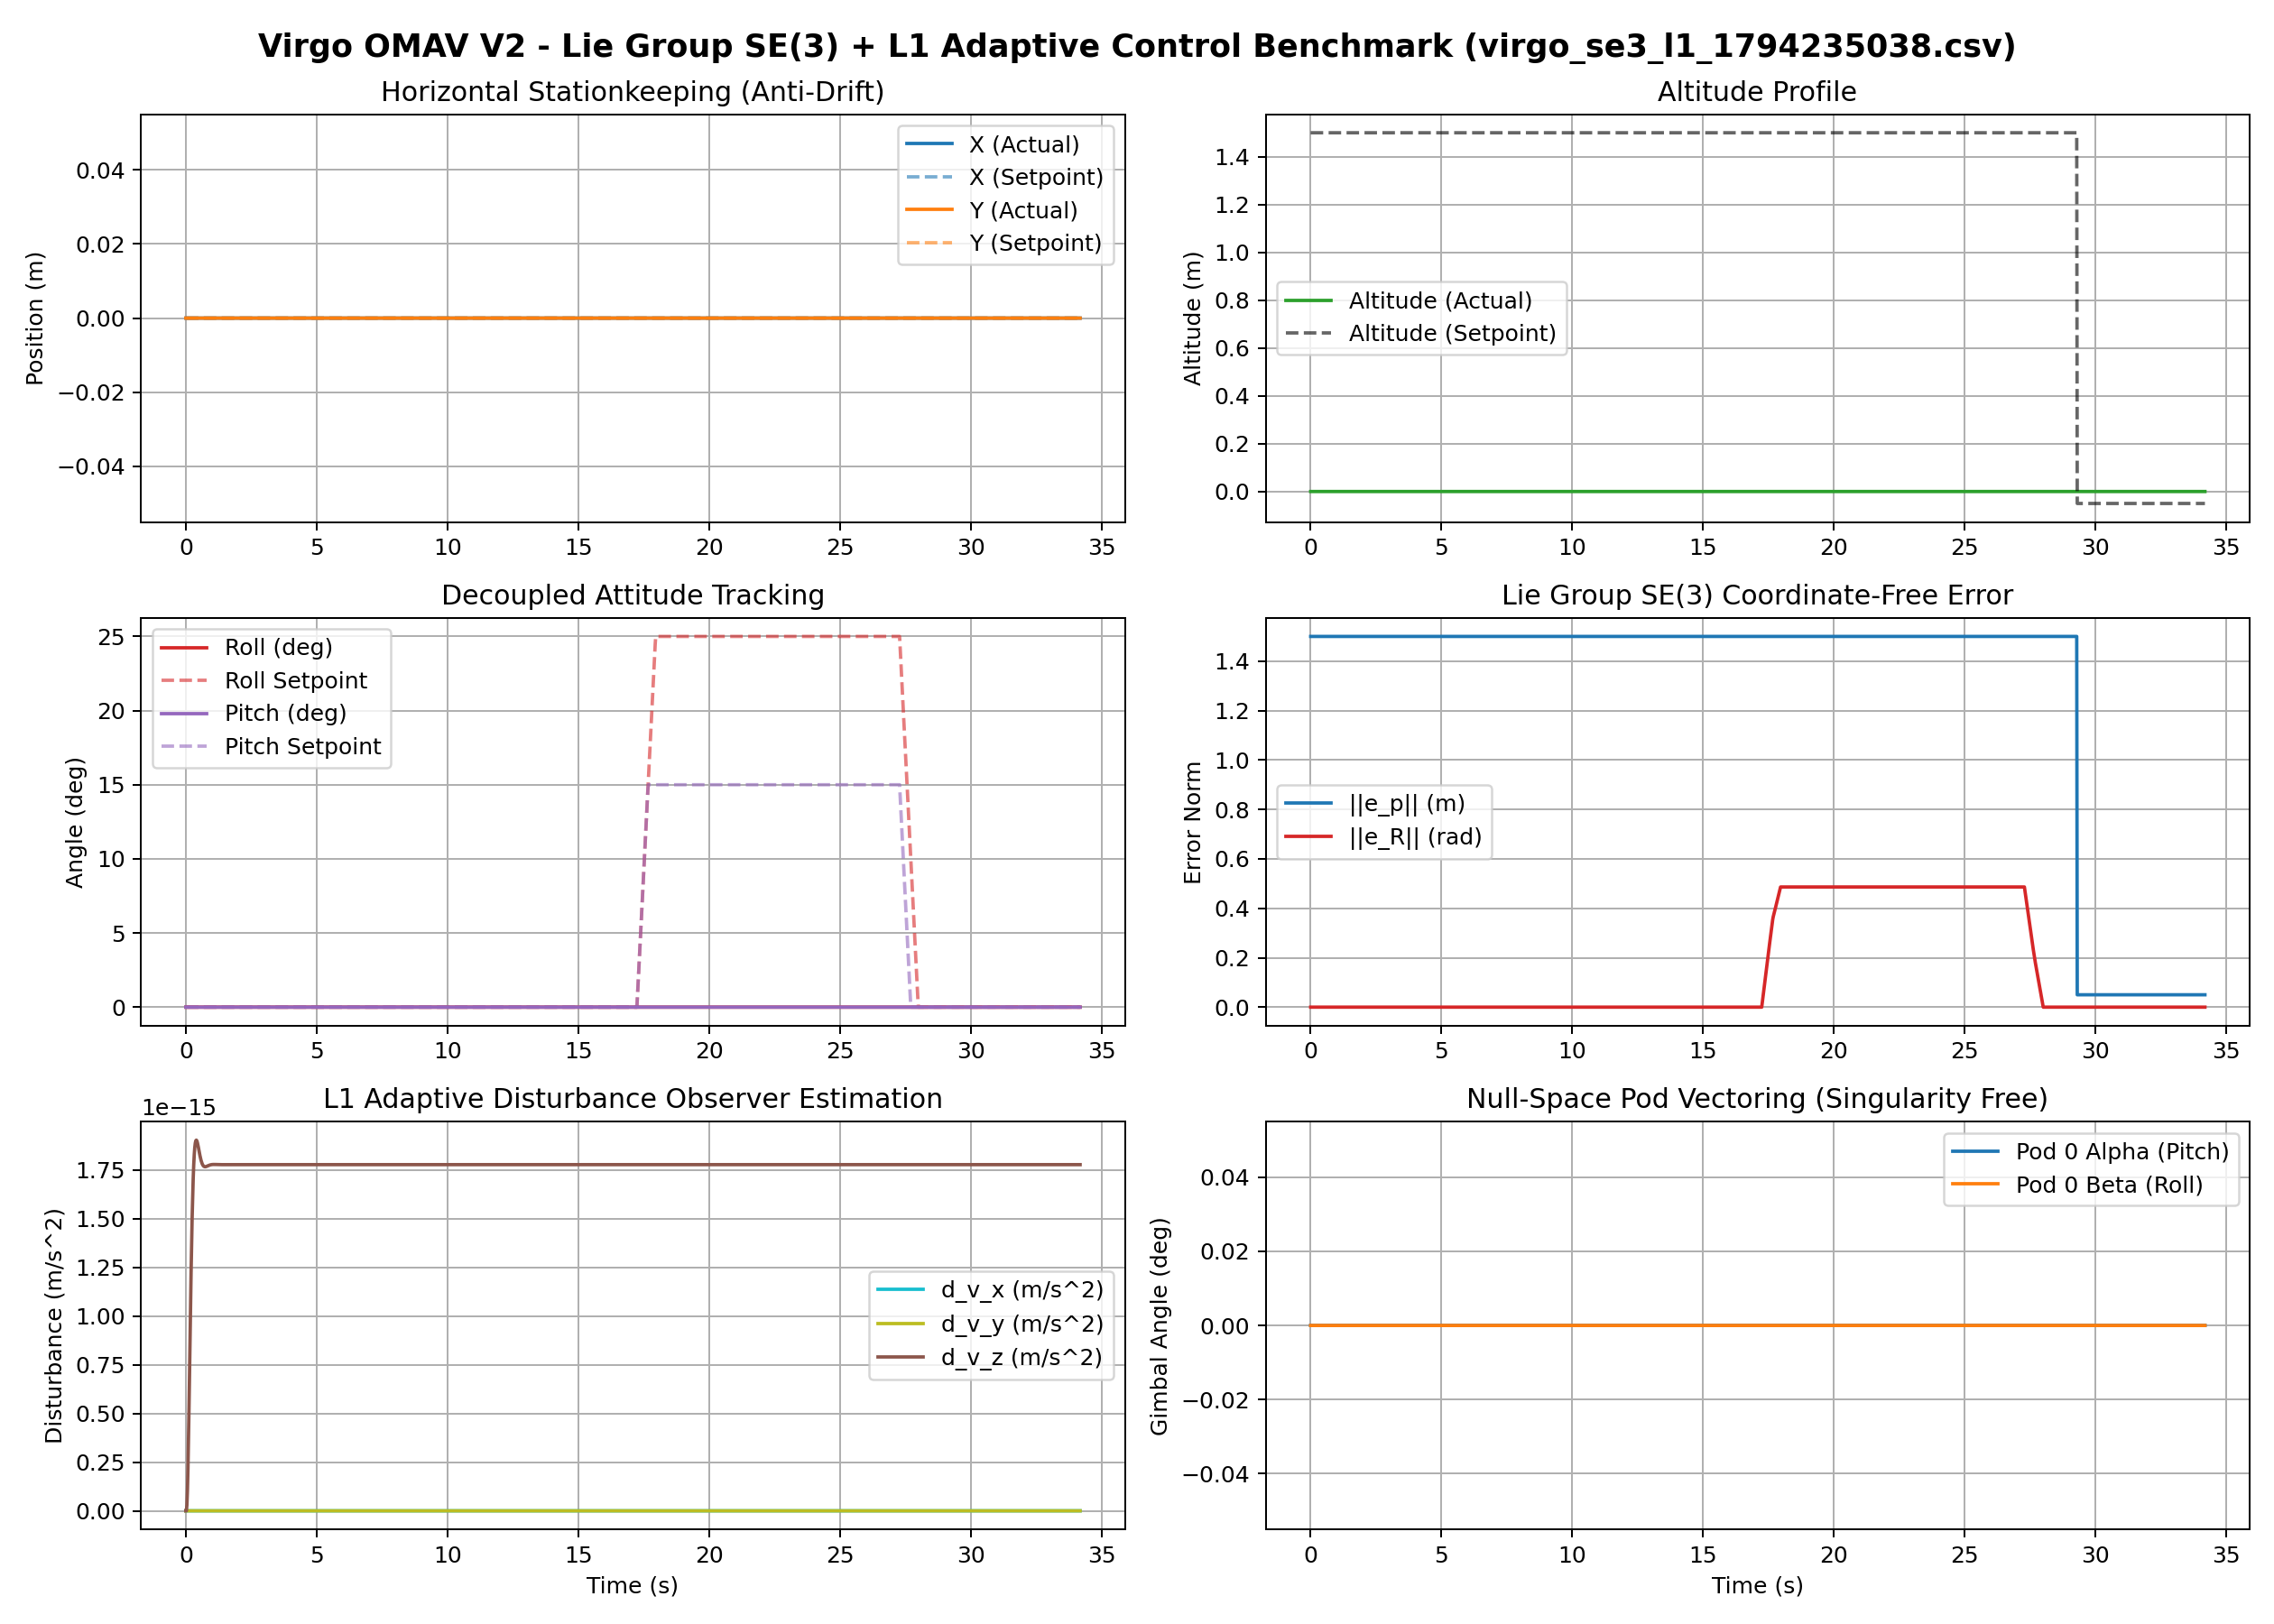 Virgo OMAV V2 - Lie Group SE(3) + L1 Adaptive Control Benchmark (virgo_se3_l1_1794235038.csv)
Horizontal Stationkeeping (Anti-Drift)
Position (m)
0.04
0.02
0.00
−0.02
−0.04
X (Actual)
X (Setpoint)
Y (Actual)
Y (Setpoint)
0 5 10 15 20 25 30 35
Altitude Profile
Altitude (m)
1.4
1.2
1.0
0.8
0.6
0.4
0.2
0.0
Altitude (Actual)
Altitude (Setpoint)
0 5 10 15 20 25 30 35
Decoupled Attitude Tracking
Angle (deg)
25
20
15
10
5
0
Roll (deg)
Roll Setpoint
Pitch (deg)
Pitch Setpoint
0 5 10 15 20 25 30 35
Lie Group SE(3) Coordinate-Free Error
Error Norm
1.4
1.2
1.0
0.8
0.6
0.4
0.2
0.0
||e_p|| (m)
||e_R|| (rad)
0 5 10 15 20 25 30 35
L1 Adaptive Disturbance Observer Estimation
1e−15
Disturbance (m/s^2)
1.75
1.50
1.25
1.00
0.75
0.50
0.25
0.00
d_v_x (m/s^2)
d_v_y (m/s^2)
d_v_z (m/s^2)
0 5 10 15 20 25 30 35
Time (s)
Null-Space Pod Vectoring (Singularity Free)
Gimbal Angle (deg)
0.04
0.02
0.00
−0.02
−0.04
Pod 0 Alpha (Pitch)
Pod 0 Beta (Roll)
0 5 10 15 20 25 30 35
Time (s)